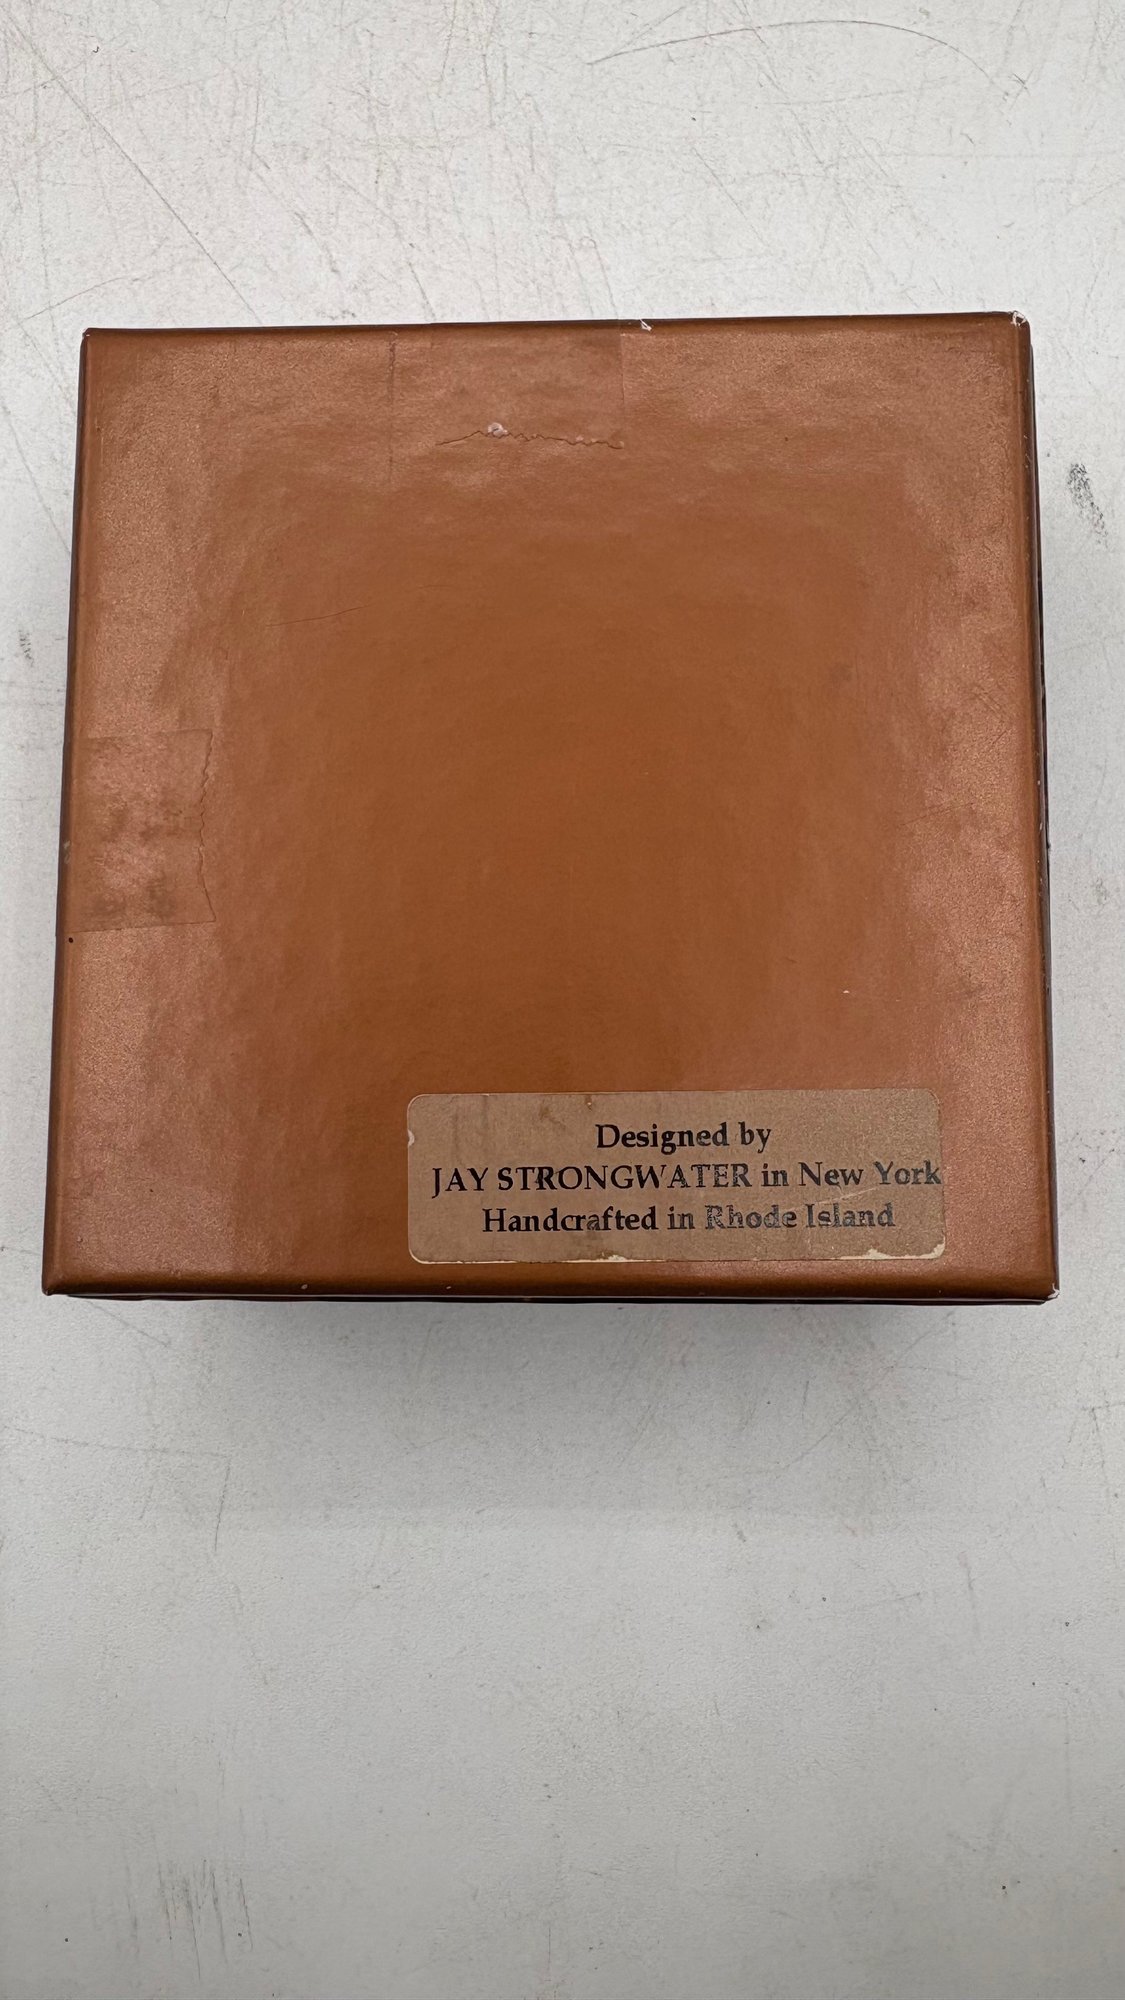 Designed by
JAY STRONGWATER in New York
Handcrafted in Rhode Island